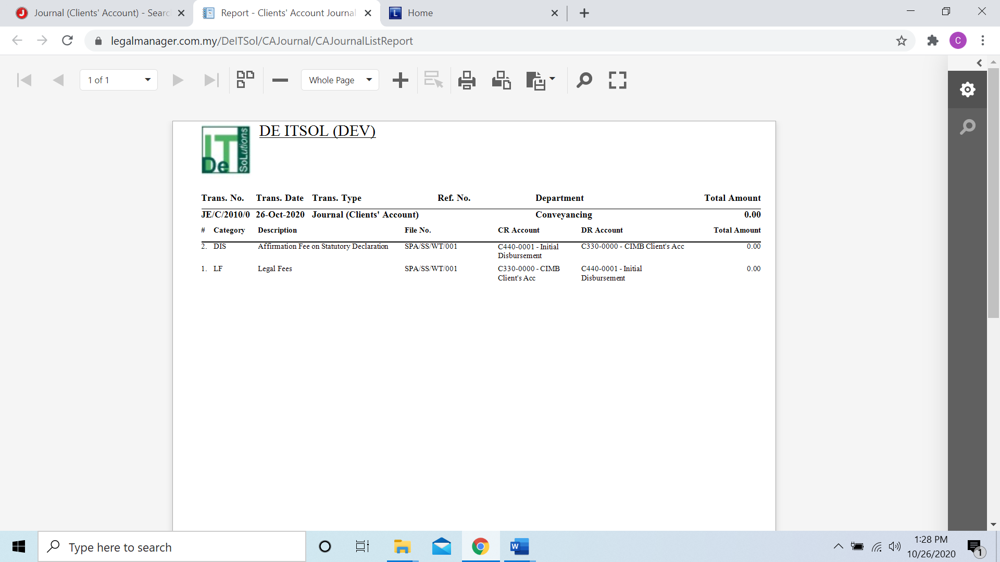 Journal (Clients' Account) - Searc
Report - Clients' Account Journal
L Home
legalmanager.com.my/DeITSol/CAJournal/CAJournalListReport
C
1 of 1
Whole Page
IT De SoLutions
DE ITSOL (DEV)
Trans. No. Trans. Date Trans. Type Ref. No. Department Total Amount
JE/C/2010/0 26-Oct-2020 Journal (Clients' Account) Conveyancing 0.00
# Category Description File No. CR Account DR Account Total Amount
2. DIS Affirmation Fee on Statutory Declaration SPA/SS/WT/001 C440-0001 - Initial C330-0000 - CIMB Client's Acc 0.00
Disbursement
1. LF Legal Fees SPA/SS/WT/001 C330-0000 - CIMB C440-0001 - Initial 0.00
Client's Acc Disbursement
Type here to search
W
1:28 PM
10/26/2020
1